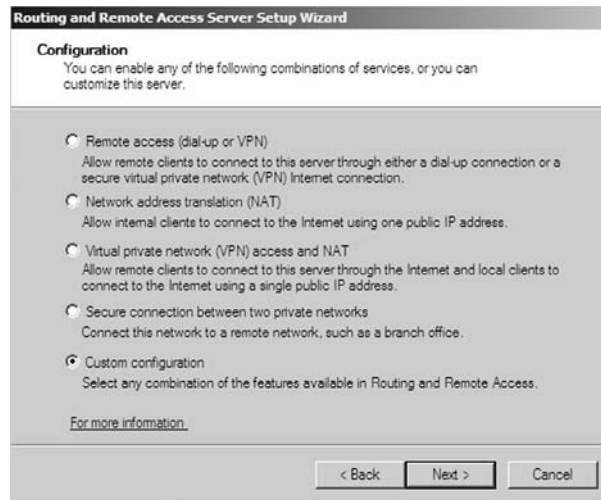 Routing and Remote Access Server Setup Wizard
Configuration
You can enable any of the following combinations of services, or you can
customize this server.
Remote access (dial-up or VPN)
Allow remote clients to connect to this server through either a dial-up connection or a
secure virtual private network (VPN) Internet connection.
Network address translation (NAT)
Allow internal clients to connect to the Internet using one public IP address.
Virtual private network (VPN) access and NAT
Allow remote clients to connect to this server through the Internet and local clients to
connect to the Internet using a single public IP address.
Secure connection between two private networks
Connect this network to a remote network, such as a branch office.
Custom configuration
Select any combination of the features available in Routing and Remote Access.
For more information
< Back Next > Cancel